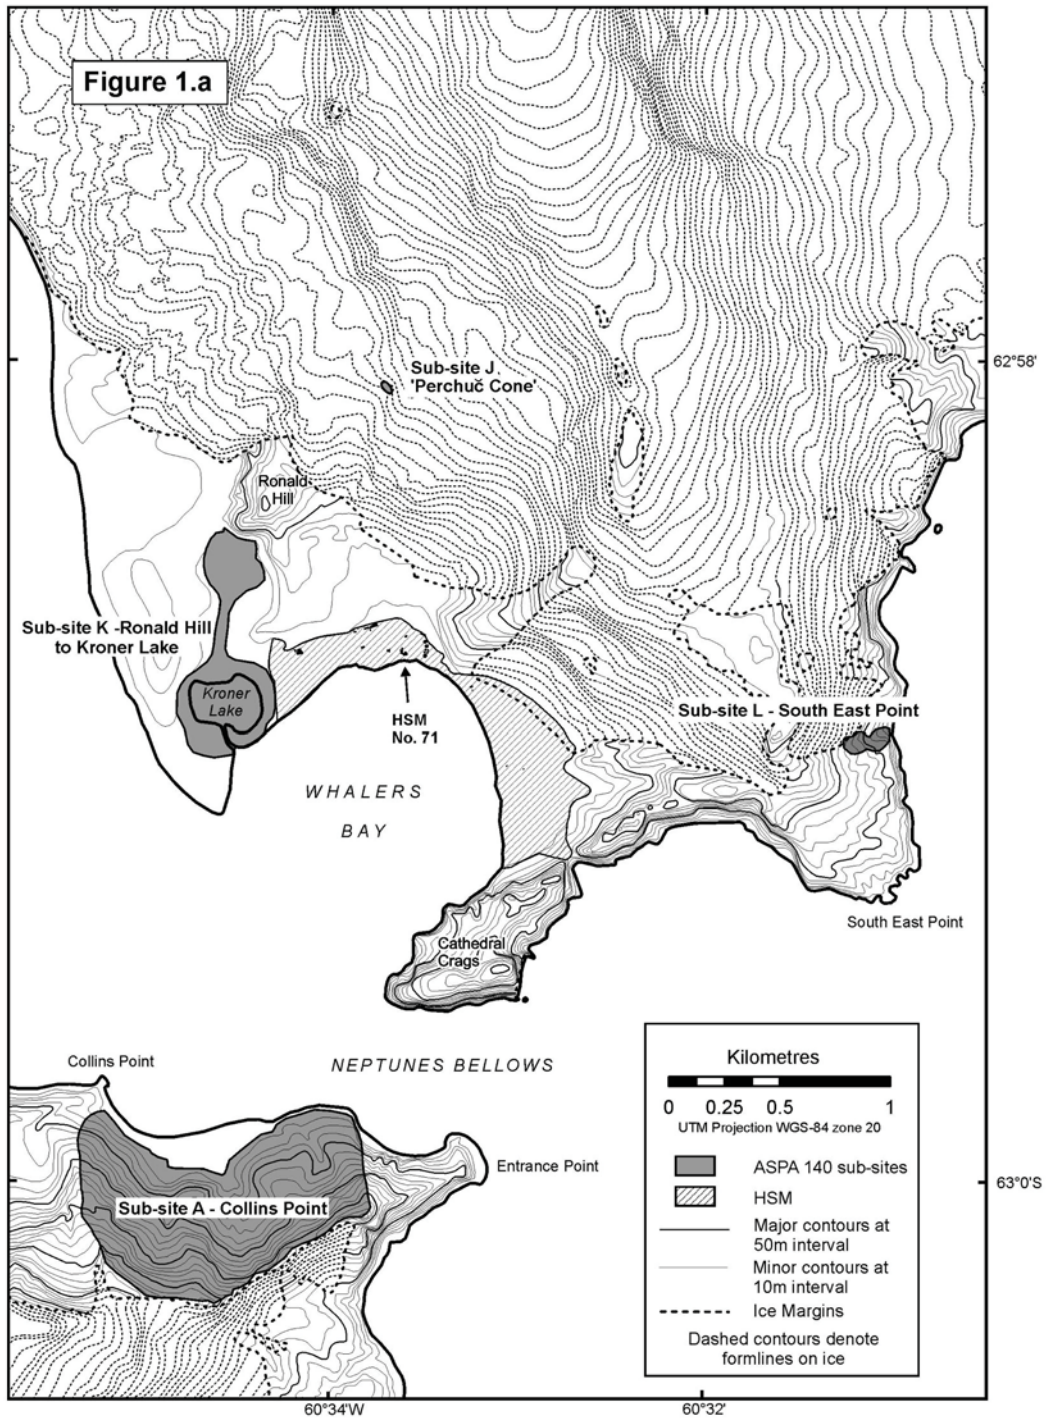 Figure 1.a
Sub-site J
'Perchuč Cone'
62°58'
Ronald
Hill
Sub-site K -Ronald Hill
to Kroner Lake
Kroner
Lake
HSM
No. 71
Sub-site L - South East Point
WHALERS
BAY
South East Point
Cathedral
Crags
NEPTUNES BELLOWS
Collins Point
Entrance Point
Sub-site A - Collins Point
Kilometres
0 0.25 0.5 1
UTM Projection WGS-84 zone 20
ASPA 140 sub-sites
HSM
Major contours at
50m interval
Minor contours at
10m interval
Ice Margins
Dashed contours denote
formlines on ice
63°0'S
60°34'W
60°32'